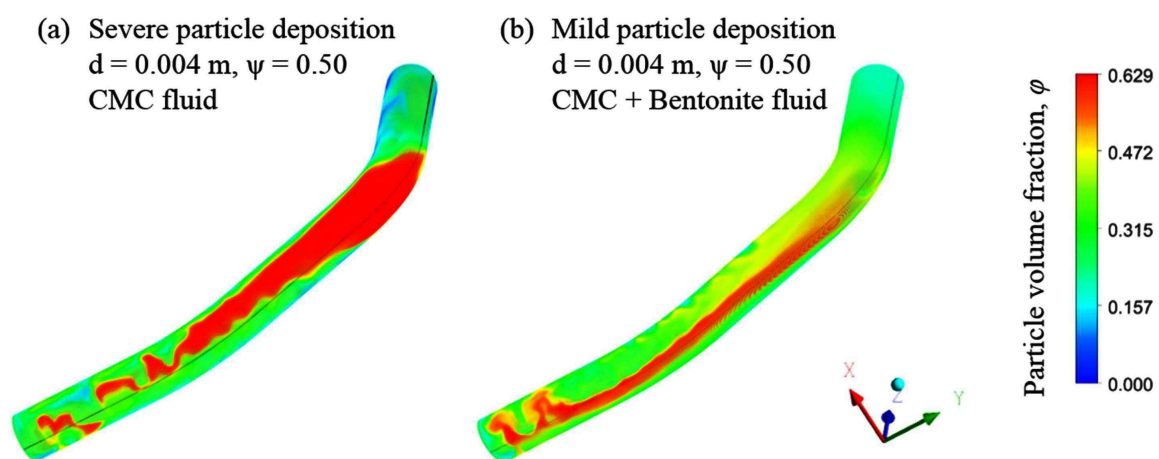 (a) Severe particle deposition
d = 0.004 m, ψ = 0.50
CMC fluid
(b) Mild particle deposition
d = 0.004 m, ψ = 0.50
CMC + Bentonite fluid
X
Z
Y
Particle volume fraction, φ
0.629
0.472
0.315
0.157
0.000